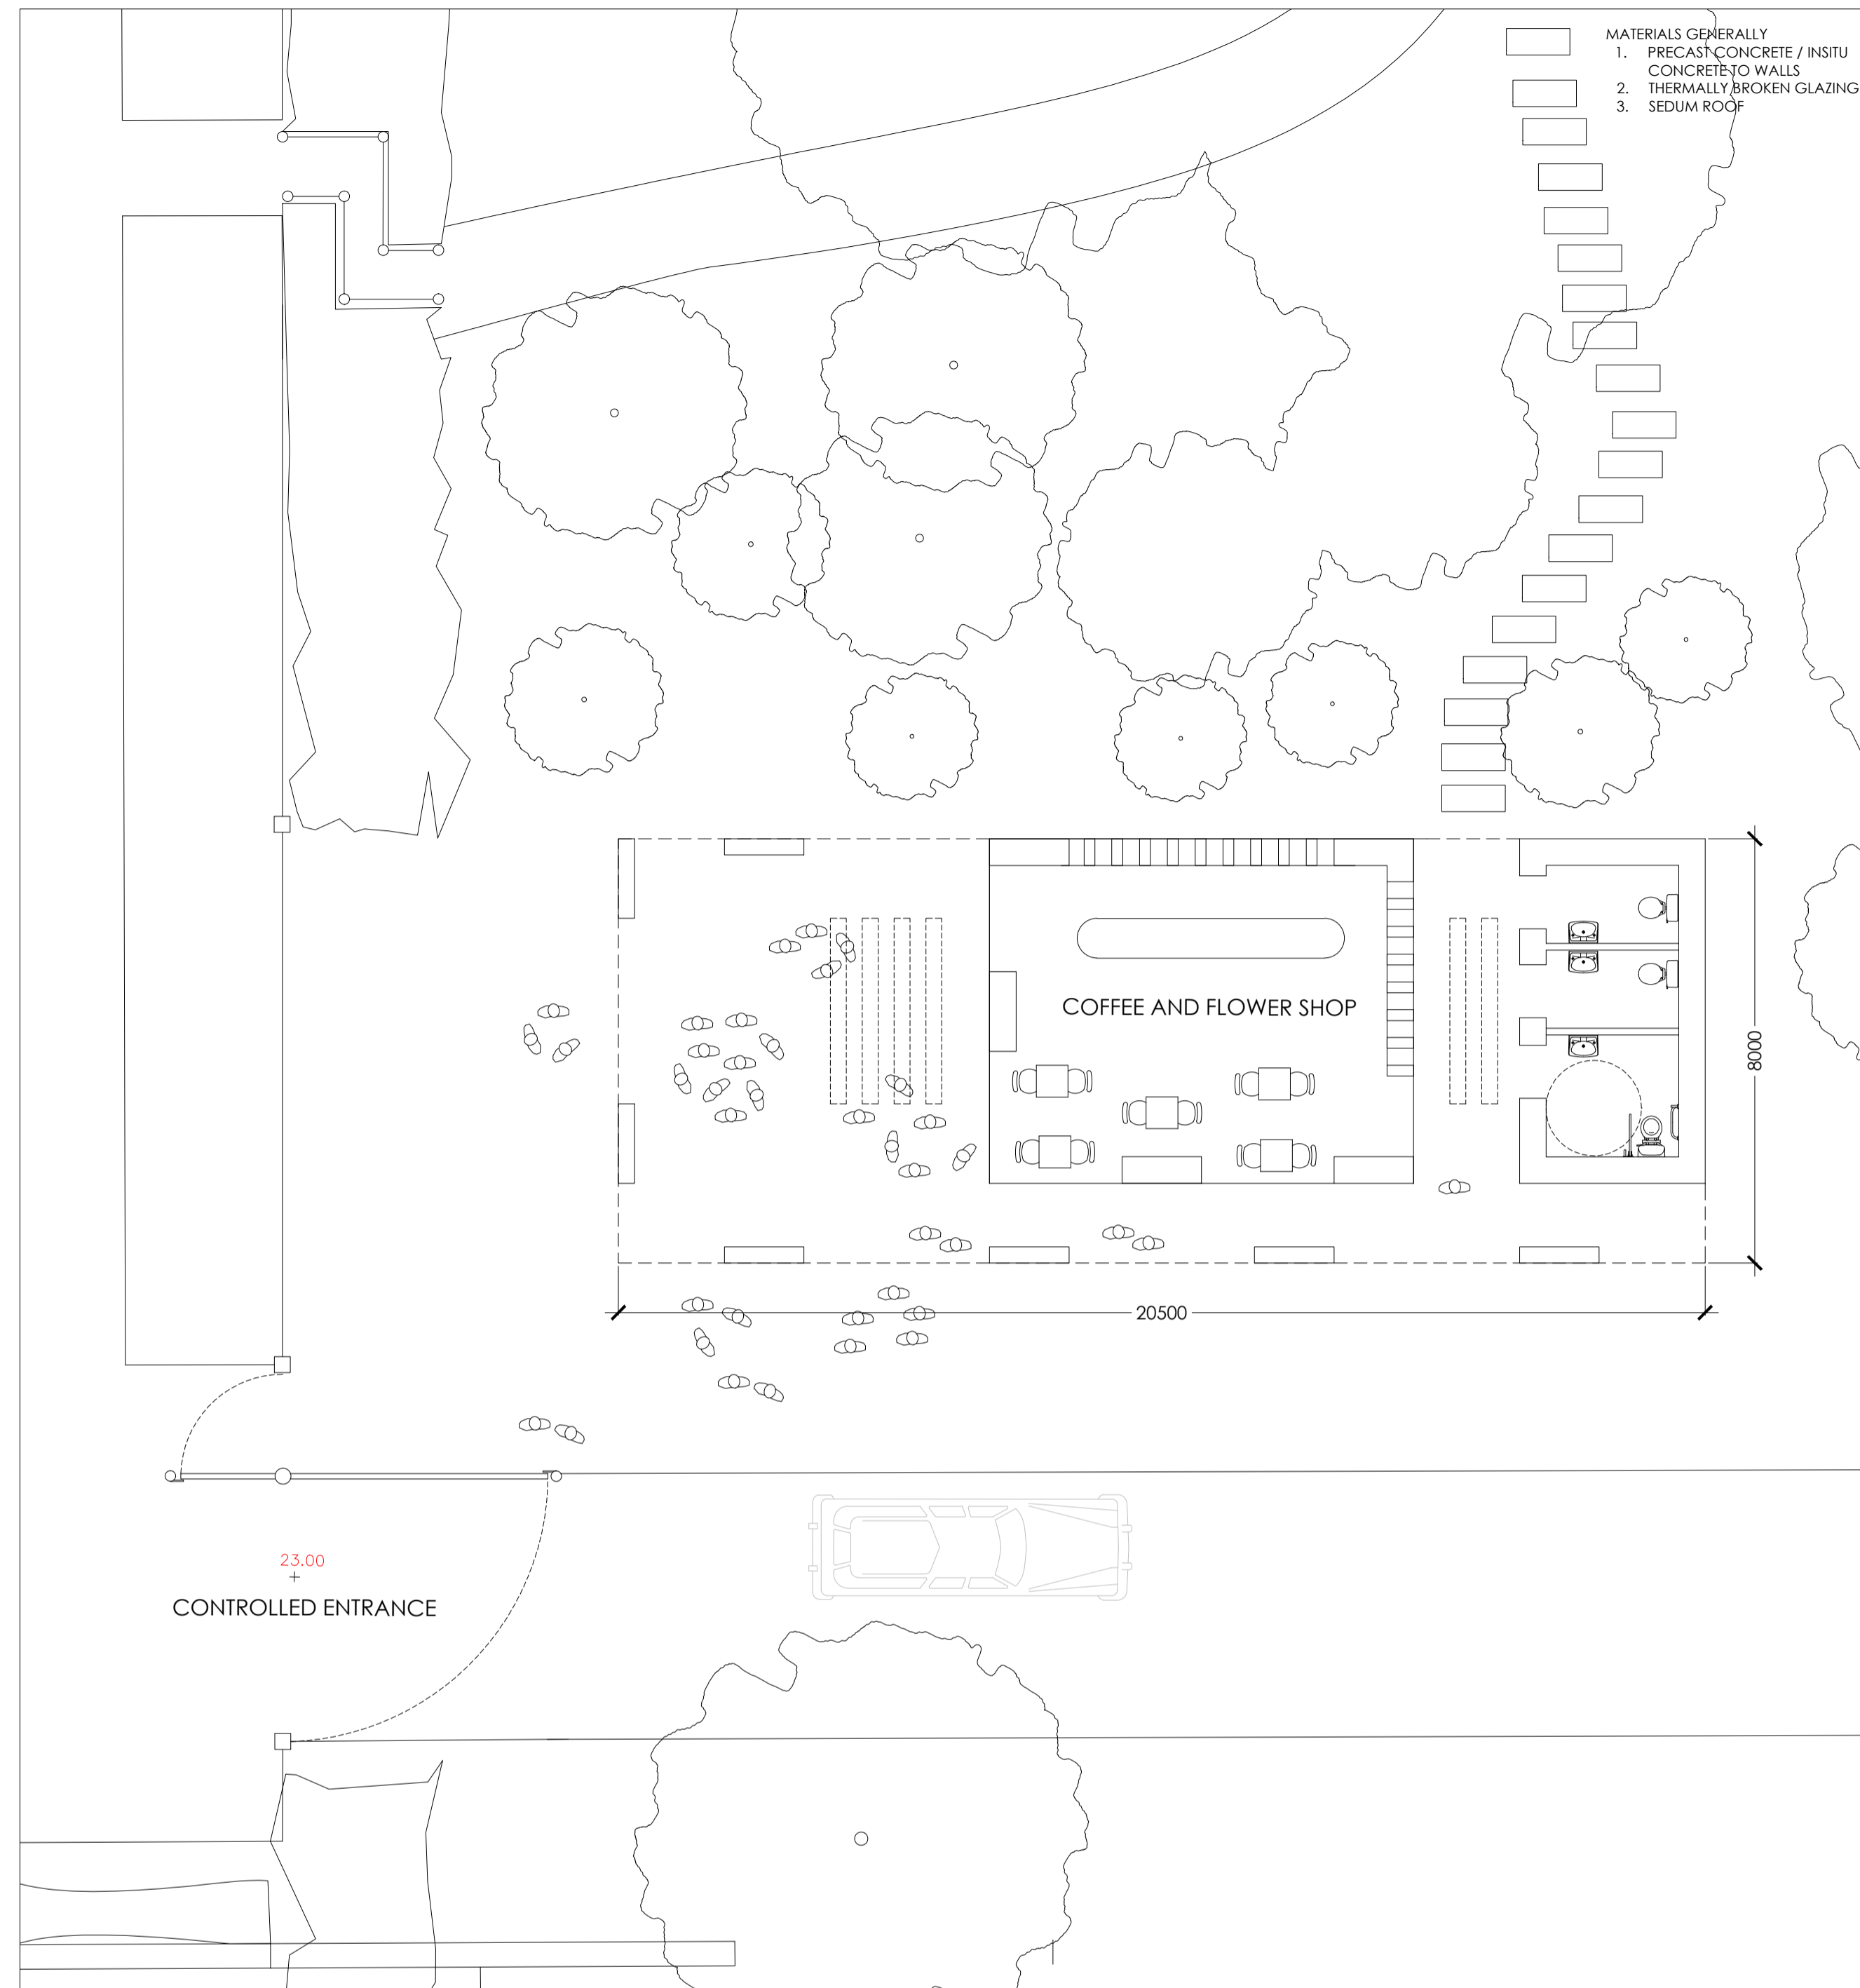 MATERIALS GENERALLY
1. PRECAST CONCRETE / INSITU
CONCRETE TO WALLS
2. THERMALLY BROKEN GLAZING
3. SEDUM ROOF
COFFEE AND FLOWER SHOP
8000
20500
23.00
CONTROLLED ENTRANCE